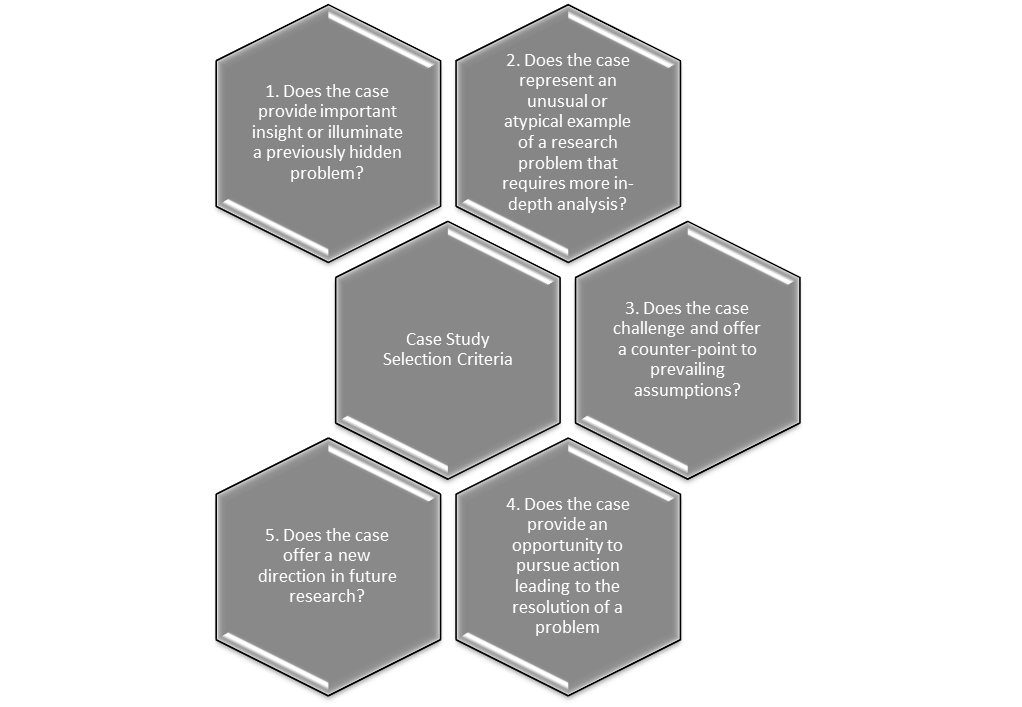 1. Does the case
provide important
insight or illuminate
a previously hidden
problem?
2. Does the case
represent an
unusual or
atypical example
of a research
problem that
requires more in-
depth analysis?
Case Study
Selection Criteria
3. Does the case
challenge and offer
a counter-point to
prevailing
assumptions?
5. Does the case
offer a new
direction in future
research?
4. Does the case
provide an
opportunity to
pursue action
leading to the
resolution of a
problem